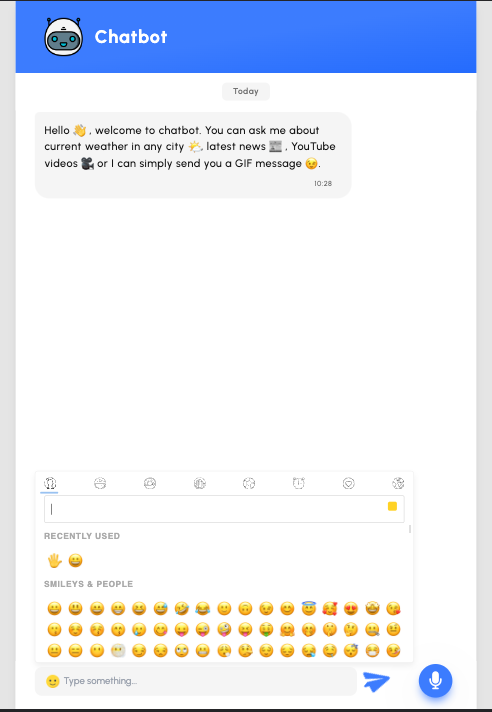 Chatbot
Today
Hello 👋 , welcome to chatbot. You can ask me about
current weather in any city 🌤️, latest news 📰 , YouTube
videos 🎥 or I can simply send you a GIF message 😉.
10:28
RECENTLY USED
SMILEYS & PEOPLE
Type something...